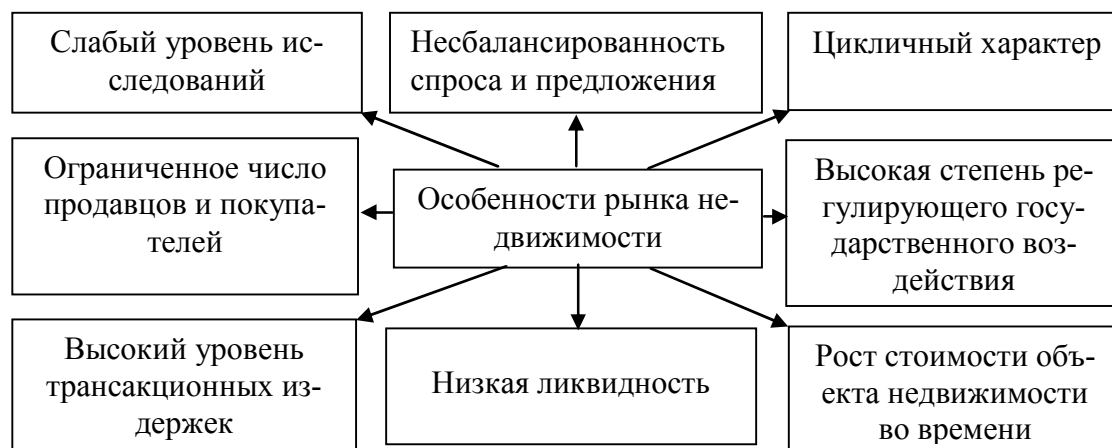 Слабый уровень ис-
следований
Несбалансированность
спроса и предложения
Цикличный характер
Ограниченное число
продавцов и покупа-
телей
Особенности рынка не-
движимости
Высокая степень ре-
гулирующего госу-
дарственного воз-
действия
Высокий уровень
трансакционных из-
держек
Низкая ликвидность
Рост стоимости объ-
екта недвижимости
во времени